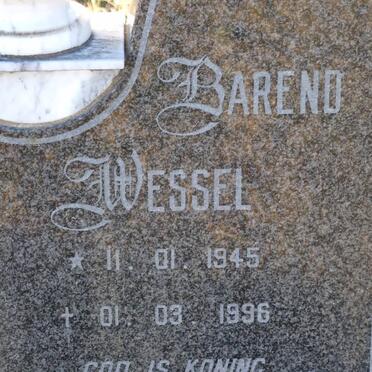 BAREND
WESSEL
★ 11. 01. 1945
✝ 01. 03. 1996
GOD IS KONING